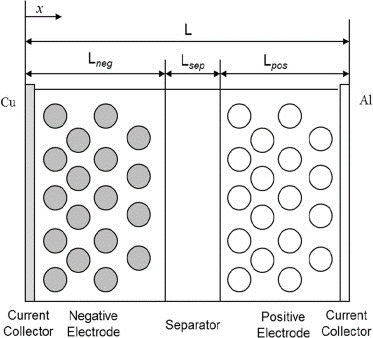 x
L
Lneg
Lsep
Lpos
Cu
Al
Current
Collector
Negative
Electrode
Separator
Positive
Electrode
Current
Collector